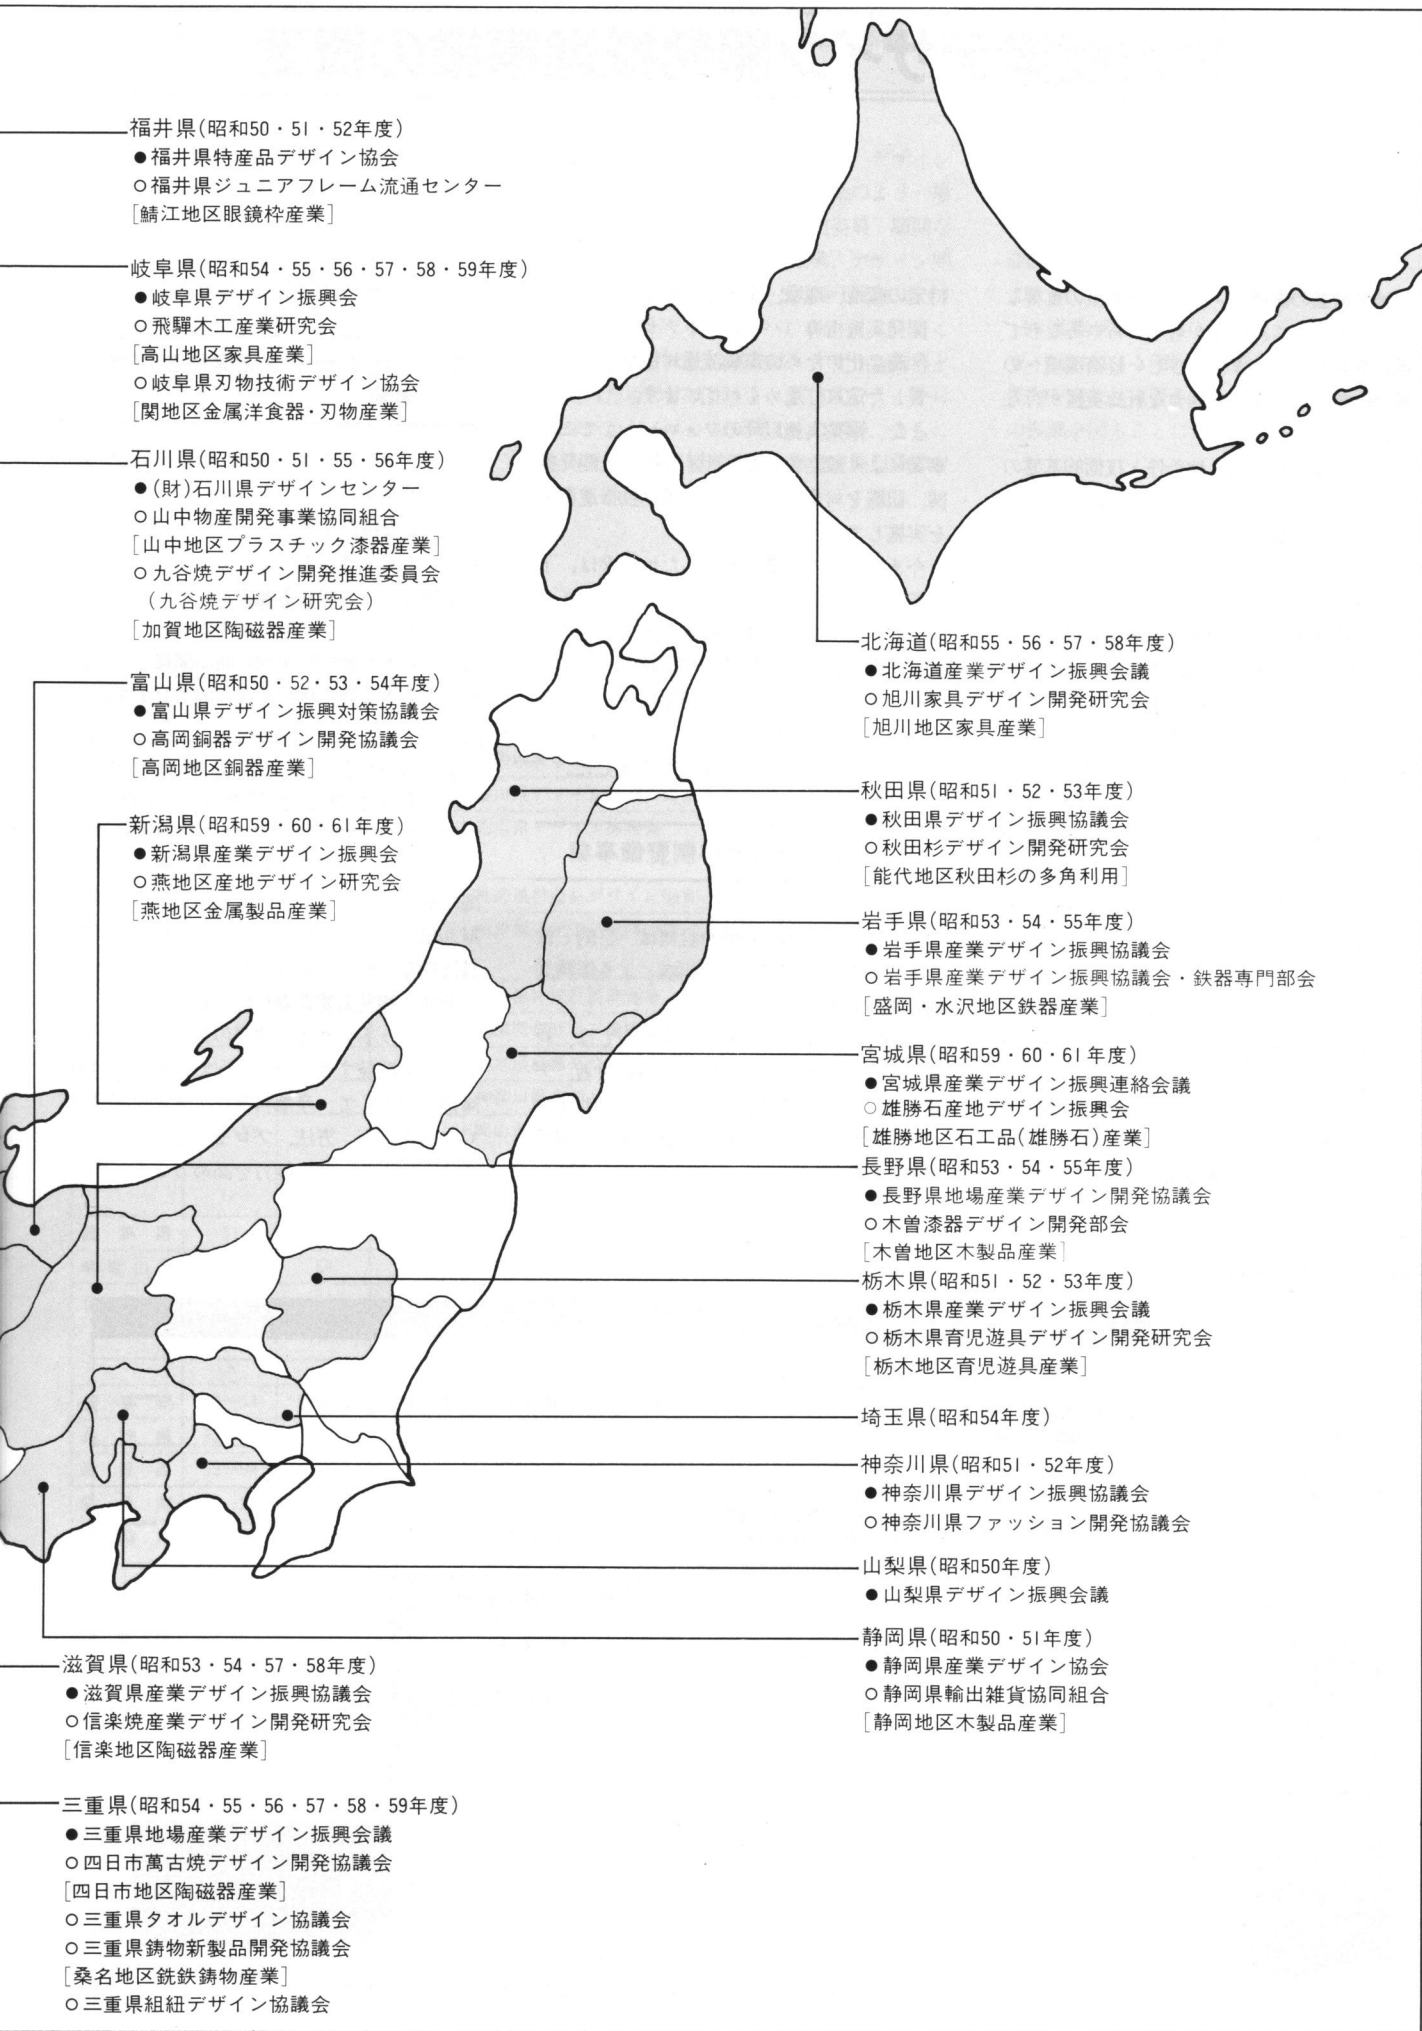 福井県(昭和50・51・52年度)
●福井県特産品デザイン協会
○福井県ジュニアフレーム流通センター
[鯖江地区眼鏡枠産業]
岐阜県(昭和54・55・56・57・58・59年度)
●岐阜県デザイン振興会
○飛驒木工産業研究会
[高山地区家具産業]
○岐阜県刃物技術デザイン協会
[関地区金属洋食器・刃物産業]
石川県(昭和50・51・55・56年度)
●(財)石川県デザインセンター
○山中物産開発事業協同組合
[山中地区プラスチック漆器産業]
○九谷焼デザイン開発推進委員会
(九谷焼デザイン研究会)
[加賀地区陶磁器産業]
富山県(昭和50・52・53・54年度)
●富山県デザイン振興対策協議会
○高岡銅器デザイン開発協議会
[高岡地区銅器産業]
新潟県(昭和59・60・61年度)
●新潟県産業デザイン振興会
○燕地区産地デザイン研究会
[燕地区金属製品産業]
北海道(昭和55・56・57・58年度)
●北海道産業デザイン振興会議
○旭川家具デザイン開発研究会
[旭川地区家具産業]
秋田県(昭和51・52・53年度)
●秋田県デザイン振興協議会
○秋田杉デザイン開発研究会
[能代地区秋田杉の多角利用]
岩手県(昭和53・54・55年度)
●岩手県産業デザイン振興協議会
○岩手県産業デザイン振興協議会・鉄器専門部会
[盛岡・水沢地区鉄器産業]
宮城県(昭和59・60・61年度)
●宮城県産業デザイン振興連絡会議
○雄勝石産地デザイン振興会
[雄勝地区石工品(雄勝石)産業]
長野県(昭和53・54・55年度)
●長野県地場産業デザイン開発協議会
○木曽漆器デザイン開発部会
[木曽地区木製品産業]
栃木県(昭和51・52・53年度)
●栃木県産業デザイン振興会議
○栃木県育児遊具デザイン開発研究会
[栃木地区育児遊具産業]
埼玉県(昭和54年度)
神奈川県(昭和51・52年度)
●神奈川県デザイン振興協議会
○神奈川県ファッション開発協議会
山梨県(昭和50年度)
●山梨県デザイン振興会議
静岡県(昭和50・51年度)
●静岡県産業デザイン協会
○静岡県輸出雑貨協同組合
[静岡地区木製品産業]
滋賀県(昭和53・54・57・58年度)
●滋賀県産業デザイン振興協議会
○信楽焼産業デザイン開発研究会
[信楽地区陶磁器産業]
三重県(昭和54・55・56・57・58・59年度)
●三重県地場産業デザイン振興会議
○四日市萬古焼デザイン開発協議会
[四日市地区陶磁器産業]
○三重県タオルデザイン協議会
○三重県鋳物新製品開発協議会
[桑名地区銑鉄鋳物産業]
○三重県組紐デザイン協議会